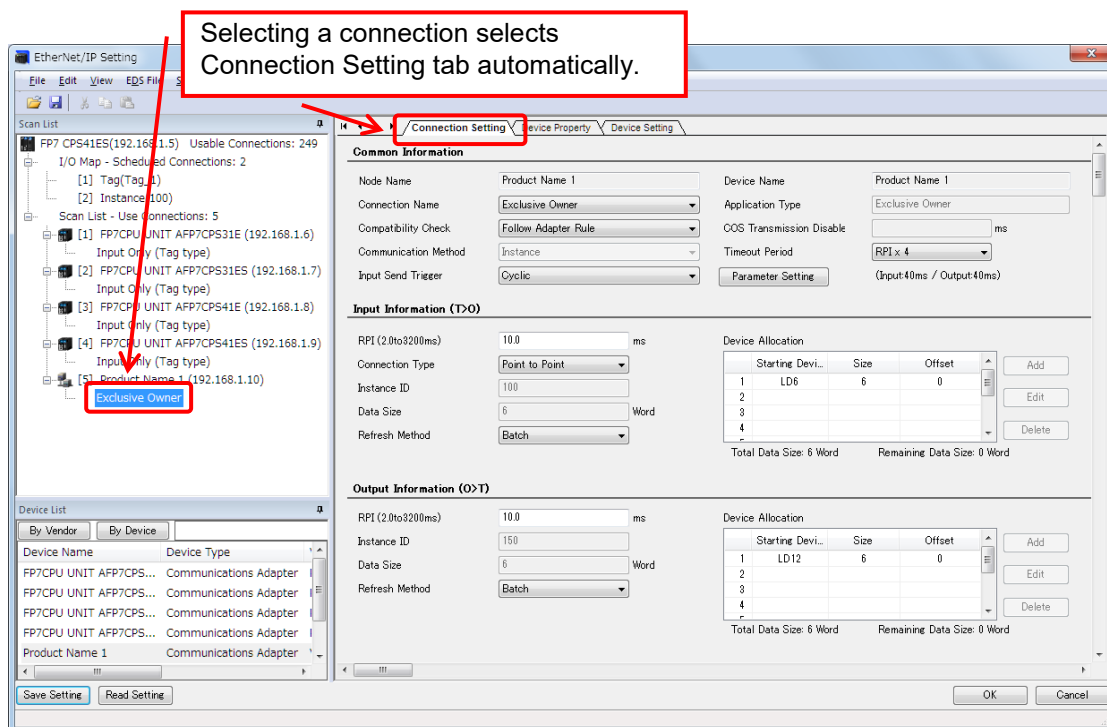 Selecting a connection selects
Connection Setting tab automatically.
EtherNet/IP Setting
File Edit View EDS File
Scan List
FP7 CPS41ES(192.168.1.5) Usable Connections: 249
I/O Map - Scheduled Connections: 2
[1] Tag(Tag_1)
[2] Instance(100)
Scan List - Use Connections: 5
[1] FP7CPU UNIT AFP7CPS31E (192.168.1.6)
Input Only (Tag type)
[2] FP7CPU UNIT AFP7CPS31ES (192.168.1.7)
Input Only (Tag type)
[3] FP7CPU UNIT AFP7CPS41E (192.168.1.8)
Input Only (Tag type)
[4] FP7CPU UNIT AFP7CPS41ES (192.168.1.9)
Input Only (Tag type)
[5] Product Name 1 (192.168.1.10)
Exclusive Owner
Device List
By Vendor By Device
Device Name Device Type
FP7CPU UNIT AFP7CPS... Communications Adapter
FP7CPU UNIT AFP7CPS... Communications Adapter
FP7CPU UNIT AFP7CPS... Communications Adapter
FP7CPU UNIT AFP7CPS... Communications Adapter
Product Name 1 Communications Adapter
Connection Setting Device Property Device Setting
Common Information
Node Name Product Name 1 Device Name Product Name 1
Connection Name Exclusive Owner Application Type Exclusive Owner
Compatibility Check Follow Adapter Rule COS Transmission Disable ms
Communication Method Instance Timeout Period RPI x 4
Input Send Trigger Cyclic Parameter Setting (Input:40ms / Output:40ms)
Input Information (T>O)
RPI (2.0to3200ms) 10.0 ms Device Allocation
Connection Type Point to Point
Instance ID 100
Data Size 6 Word
Refresh Method Batch
Starting Devi... Size Offset
1 LD6 6 0
2
3
4
Add
Edit
Delete
Total Data Size: 6 Word Remaining Data Size: 0 Word
Output Information (O>T)
RPI (2.0to3200ms) 10.0 ms Device Allocation
Instance ID 150
Data Size 6 Word
Refresh Method Batch
Starting Devi... Size Offset
1 LD12 6 0
2
3
4
Add
Edit
Delete
Total Data Size: 6 Word Remaining Data Size: 0 Word
Save Setting Read Setting OK Cancel